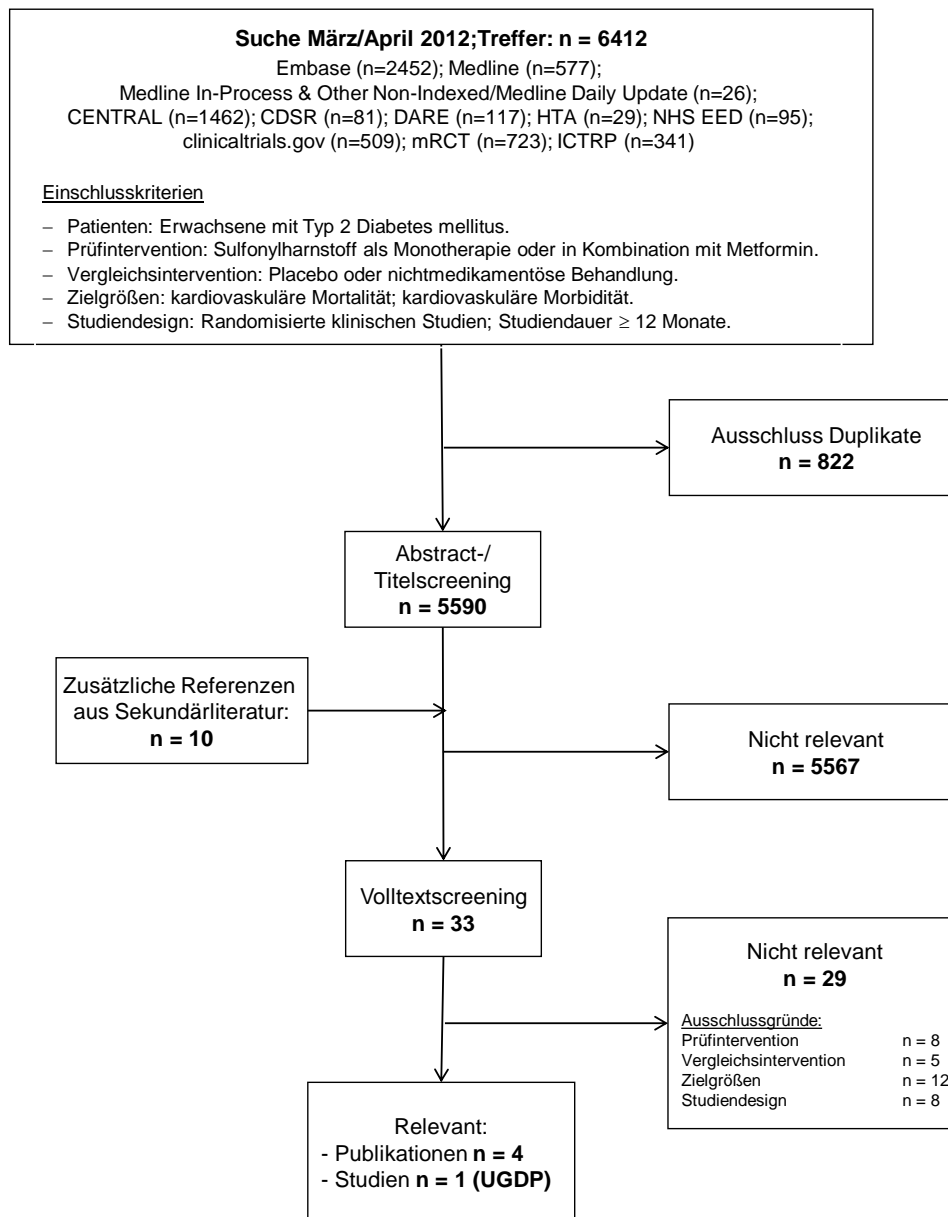 Suche März/April 2012;Treffer: n = 6412
Embase (n=2452); Medline (n=577);
Medline In-Process & Other Non-Indexed/Medline Daily Update (n=26);
CENTRAL (n=1462); CDSR (n=81); DARE (n=117); HTA (n=29); NHS EED (n=95);
clinicaltrials.gov (n=509); mRCT (n=723); ICTRP (n=341)
Einschlusskriterien
– Patienten: Erwachsene mit Typ 2 Diabetes mellitus.
– Prüfintervention: Sulfonylharnstoff als Monotherapie oder in Kombination mit Metformin.
– Vergleichsintervention: Placebo oder nichtmedikamentöse Behandlung.
– Zielgrößen: kardiovaskuläre Mortalität; kardiovaskuläre Morbidität.
– Studiendesign: Randomisierte klinischen Studien; Studiendauer ≥ 12 Monate.
Ausschluss Duplikate
n = 822
Abstract-/
Titelscreening
n = 5590
Zusätzliche Referenzen
aus Sekundärliteratur:
n = 10
Nicht relevant
n = 5567
Volltextscreening
n = 33
Nicht relevant
n = 29
Ausschlussgründe:
Prüfintervention n = 8
Vergleichsintervention n = 5
Zielgrößen n = 12
Studiendesign n = 8
Relevant:
- Publikationen n = 4
- Studien n = 1 (UGDP)